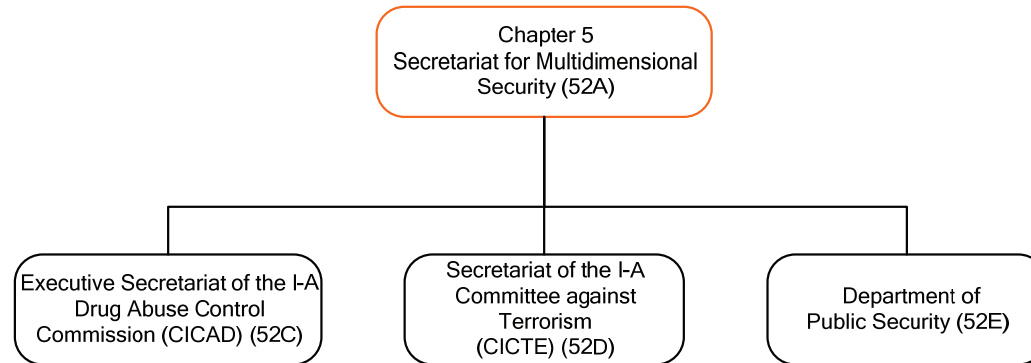 Chapter 5
Secretariat for Multidimensional
Security (52A)
Executive Secretariat of the I-A
Drug Abuse Control
Commission (CICAD) (52C)
Secretariat of the I-A
Committee against
Terrorism
(CICTE) (52D)
Department of
Public Security (52E)